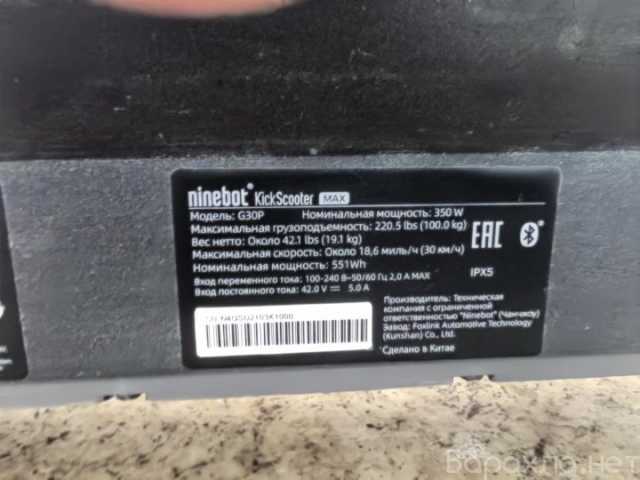 ninebot KickScooter MAX
Модель: G30P Номинальная мощность: 350 W
Максимальная грузоподъемность: 220.5 lbs (100.0 kg)
Вес нетто: Около 42.1 lbs (19.1 kg)
Максимальная скорость: Около 18,6 миль/ч (30 км/ч)
Номинальная мощность: 551Wh
Вход переменного тока: 100-240 В~50/60 Гц 2,0 A MAX
Вход постоянного тока: 42.0 V⎓ 5.0 A
EAC
IPX5
Производитель: Техническая
компания с ограниченной
ответственностью "Ninebot" (Чанчжоу)
Завод: Foxlink Automotive Technology
(Kunshan) Co., Ltd.
Сделано в Китае
Барахла.нет